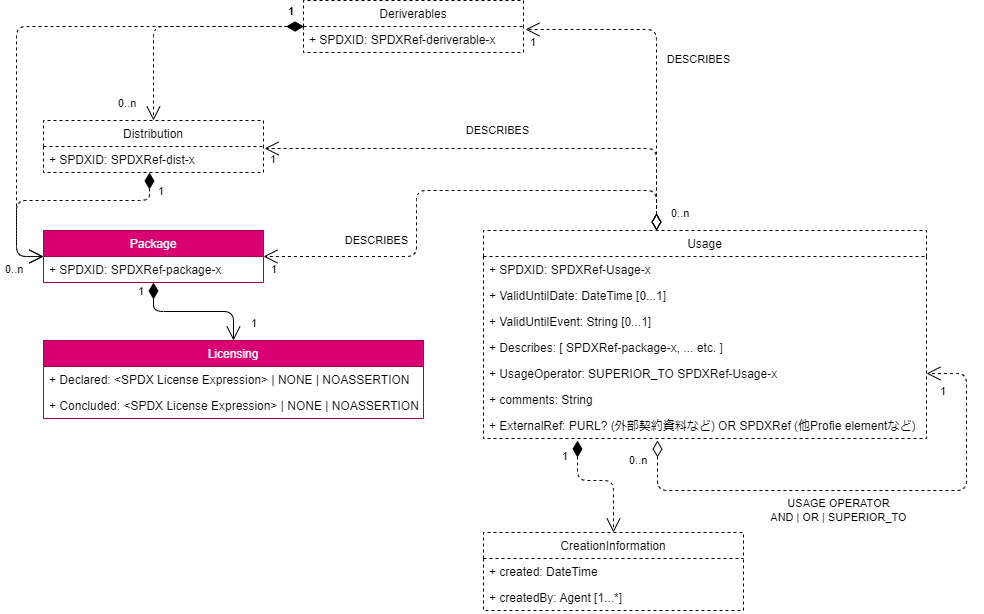 1
Deriverables
+ SPDXID: SPDXRef-deriverable-x
1
DESCRIBES
0..n
Distribution
+ SPDXID: SPDXRef-dist-x
1
DESCRIBES
1
0..n
Package
+ SPDXID: SPDXRef-package-x
0..n
1
DESCRIBES
1
1
Licensing
+ Declared: <SPDX License Expression> | NONE | NOASSERTION
+ Concluded: <SPDX License Expression> | NONE | NOASSERTION
Usage
+ SPDXID: SPDXRef-Usage-x
+ ValidUntilDate: DateTime [0...1]
+ ValidUntilEvent: String [0...1]
+ Describes: [ SPDXRef-package-x, ... etc. ]
+ UsageOperator: SUPERIOR_TO SPDXRef-Usage-x
+ comments: String
+ ExternalRef: PURL? (外部契約資料など) OR SPDXRef (他Profie elementなど)
1
1
0..n
USAGE OPERATOR
AND | OR | SUPERIOR_TO
CreationInformation
+ created: DateTime
+ createdBy: Agent [1...*]